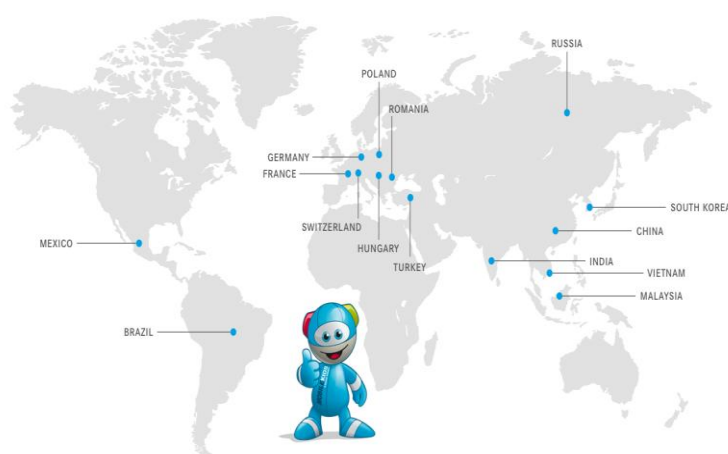 RUSSIA
POLAND
ROMANIA
GERMANY
FRANCE
SWITZERLAND
HUNGARY
TURKEY
SOUTH KOREA
CHINA
INDIA
VIETNAM
MALAYSIA
MEXICO
BRAZIL